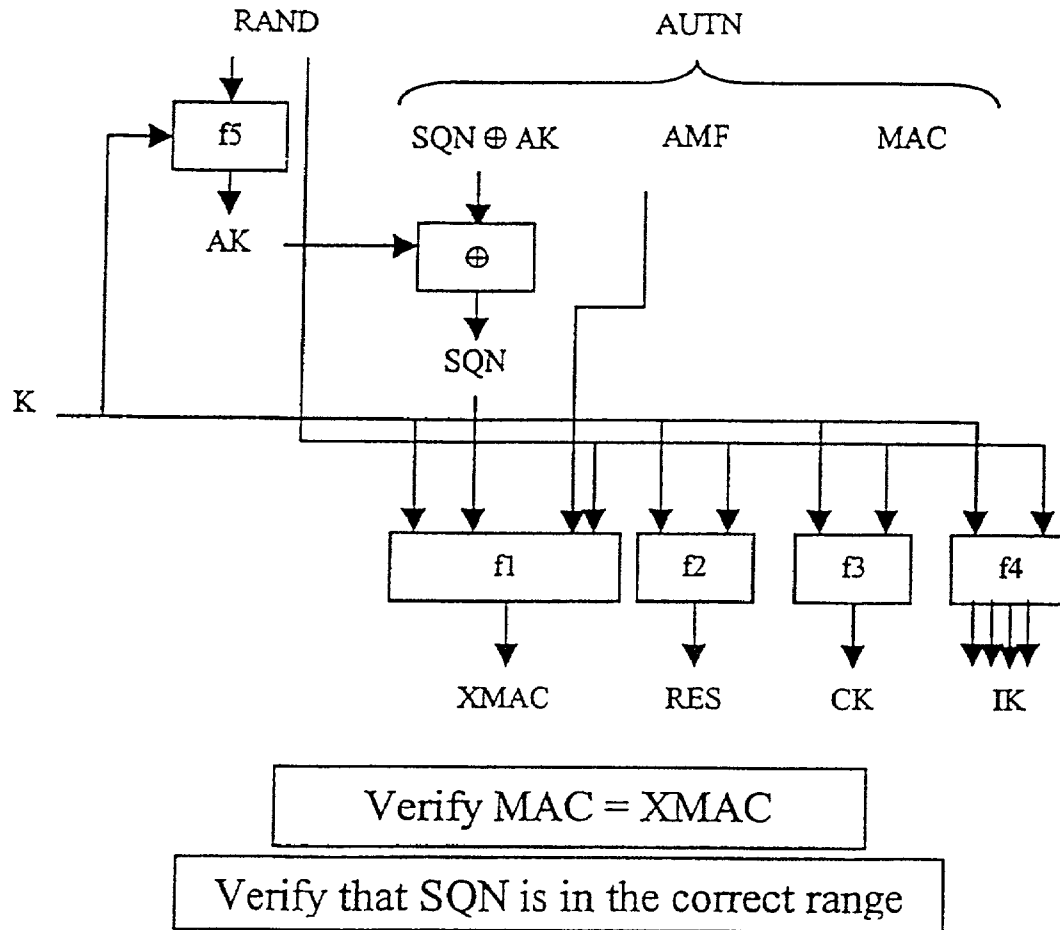 RAND AUTN
f5 SQN ⊕ AK AMF MAC
AK ⊕
SQN
K
f1 f2 f3 f4
XMAC RES CK IK
Verify MAC = XMAC
Verify that SQN is in the correct range